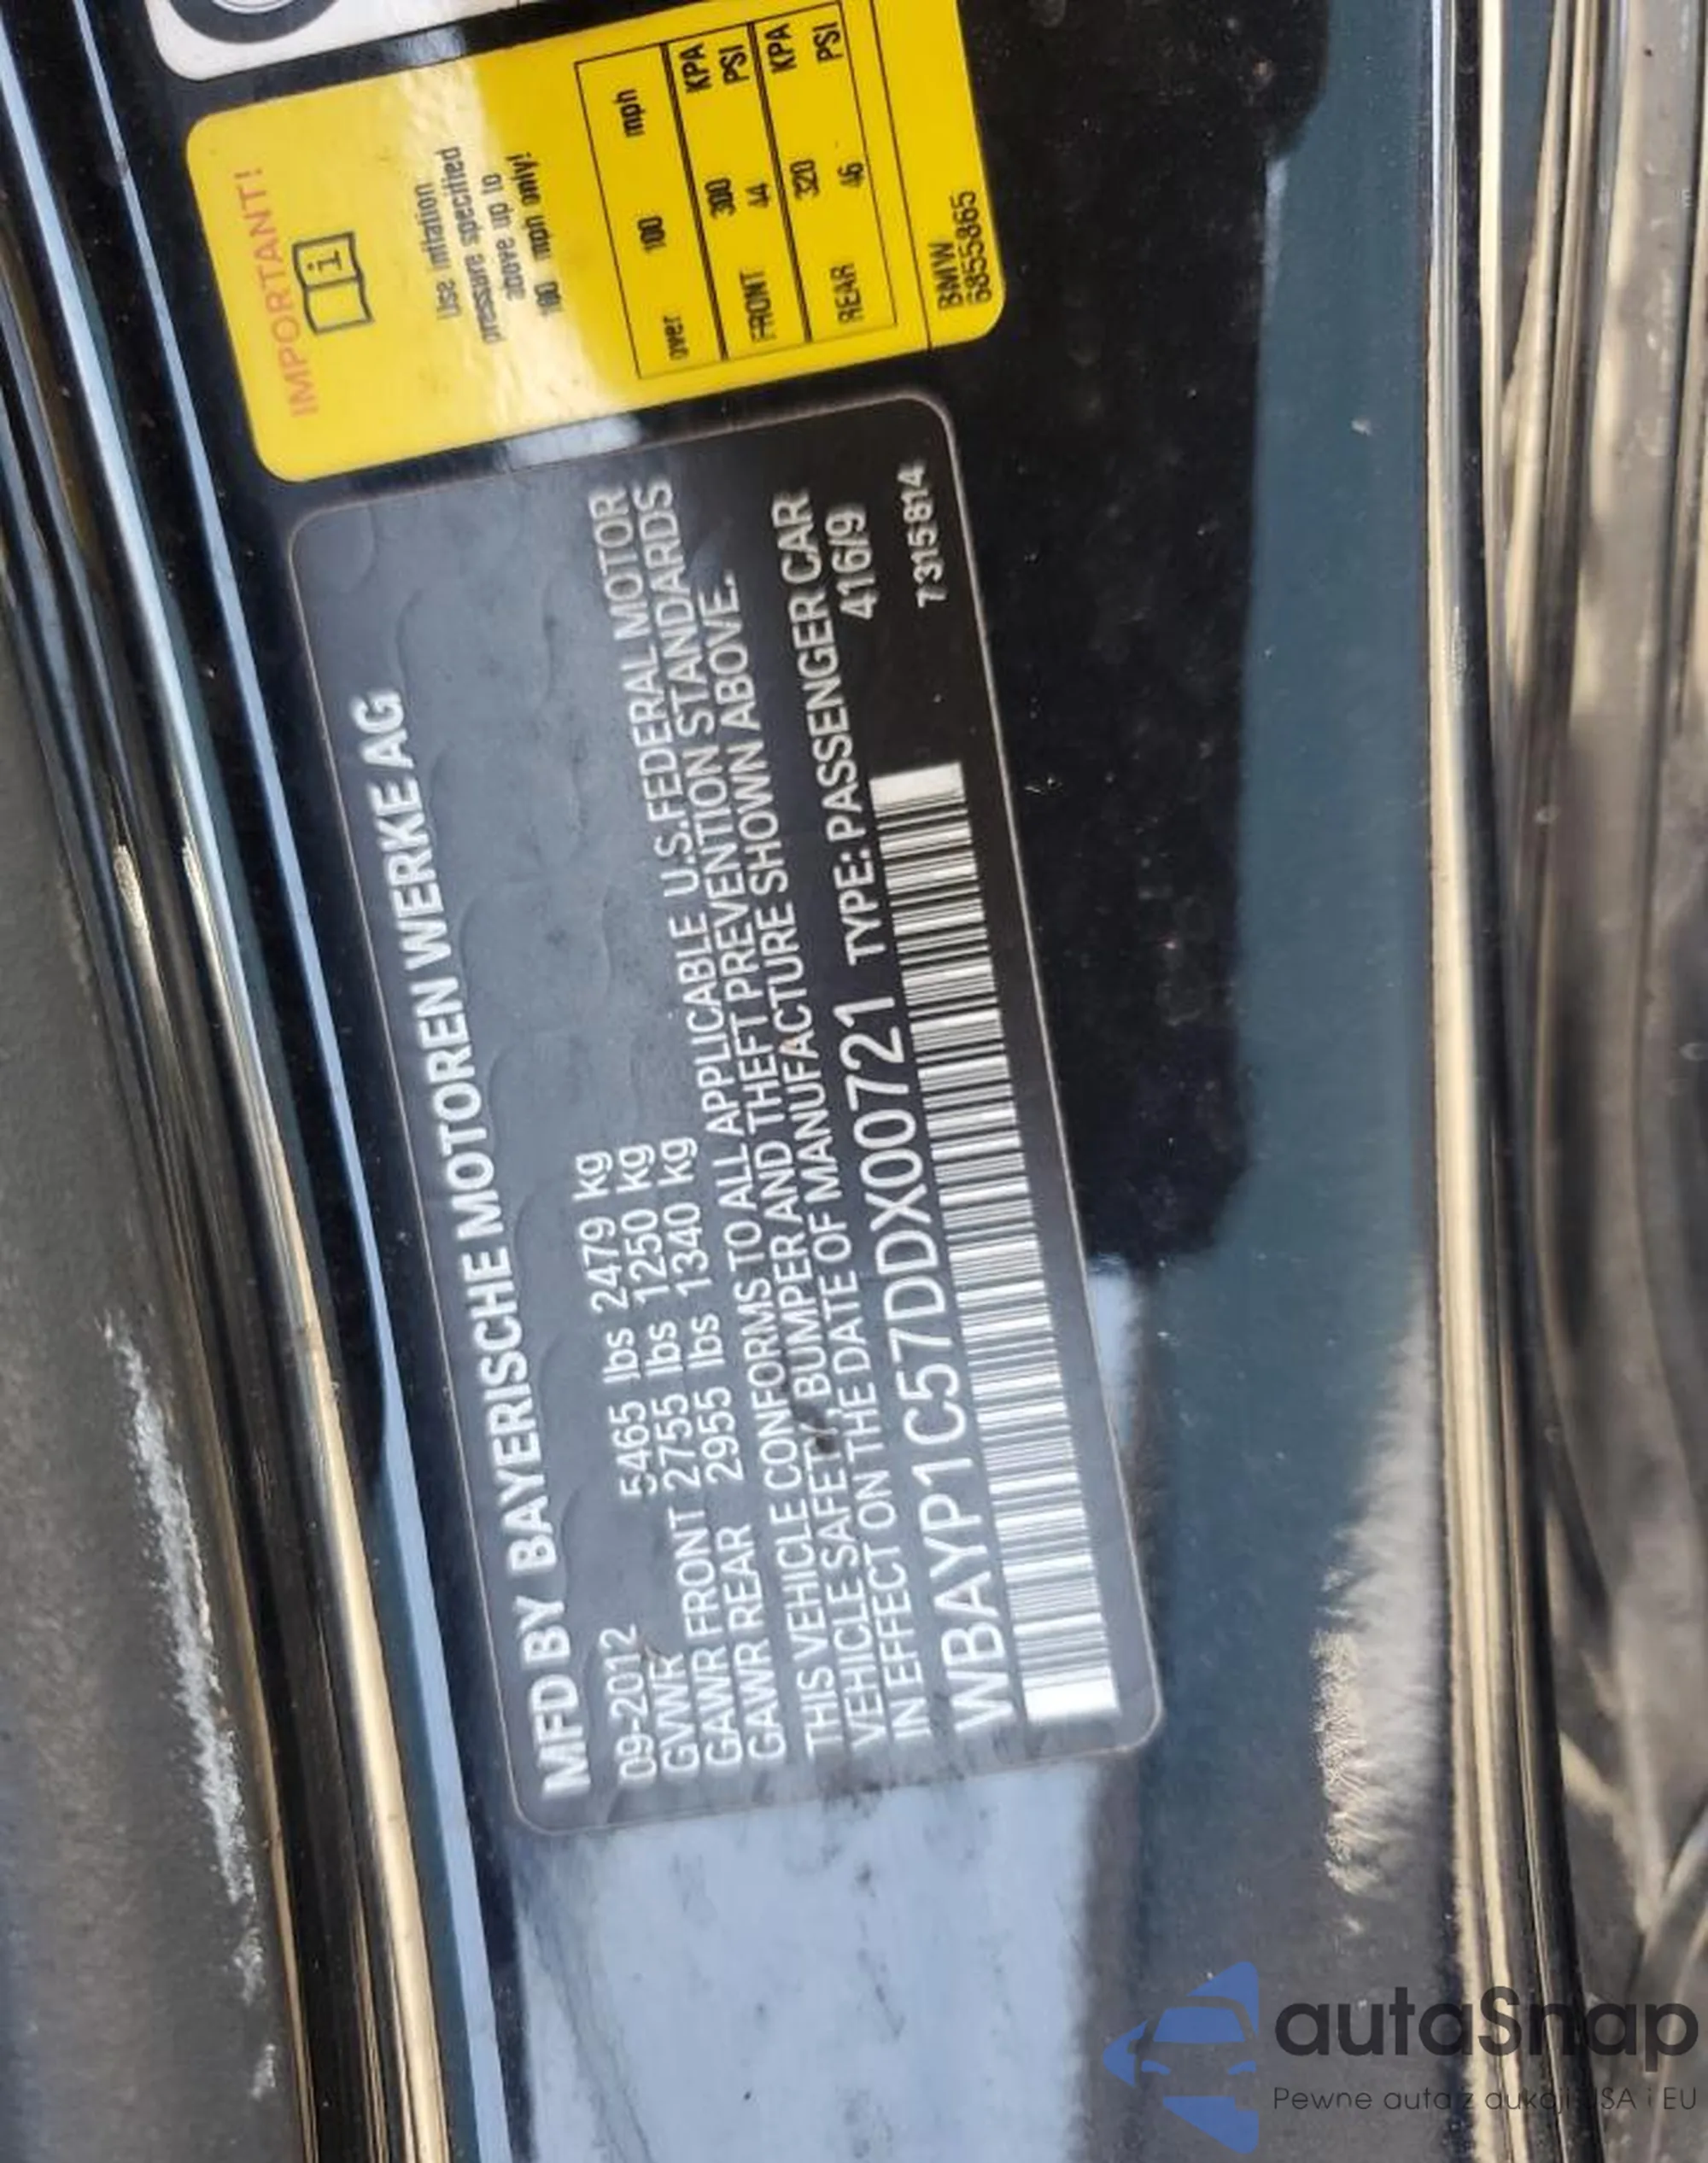 IMPORTANT!
Use inflation
pressure specified
above up to
100 mph only!
over 100 mph
FRONT 300 KPA
44 PSI
REAR 320 KPA
46 PSI
BMW
6855865
MFD BY BAYERISCHE MOTOREN WERKE AG
09-2012
GVWR 5465 lbs 2479 kg
GAWR FRONT 2755 lbs 1250 kg
GAWR REAR 2955 lbs 1340 kg
THIS VEHICLE CONFORMS TO ALL APPLICABLE U.S.FEDERAL MOTOR
VEHICLE SAFETY, BUMPER AND THEFT PREVENTION STANDARDS
IN EFFECT ON THE DATE OF MANUFACTURE SHOWN ABOVE.
WBAYP1C57DDX00721 TYPE: PASSENGER CAR
416/9
7315814
autaSnap
Pewne auta z aukcji USA i EU